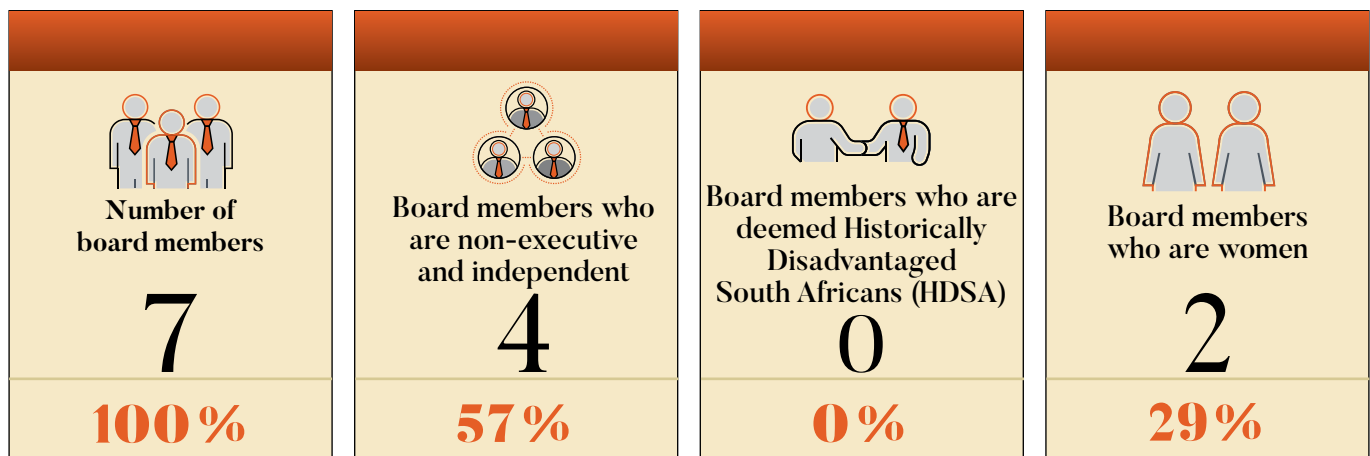 Number of
board members
7
100%
Board members who
are non-executive
and independent
4
57%
Board members who are
deemed Historically
Disadvantaged
South Africans (HDSA)
0
0%
Board members
who are women
2
29%